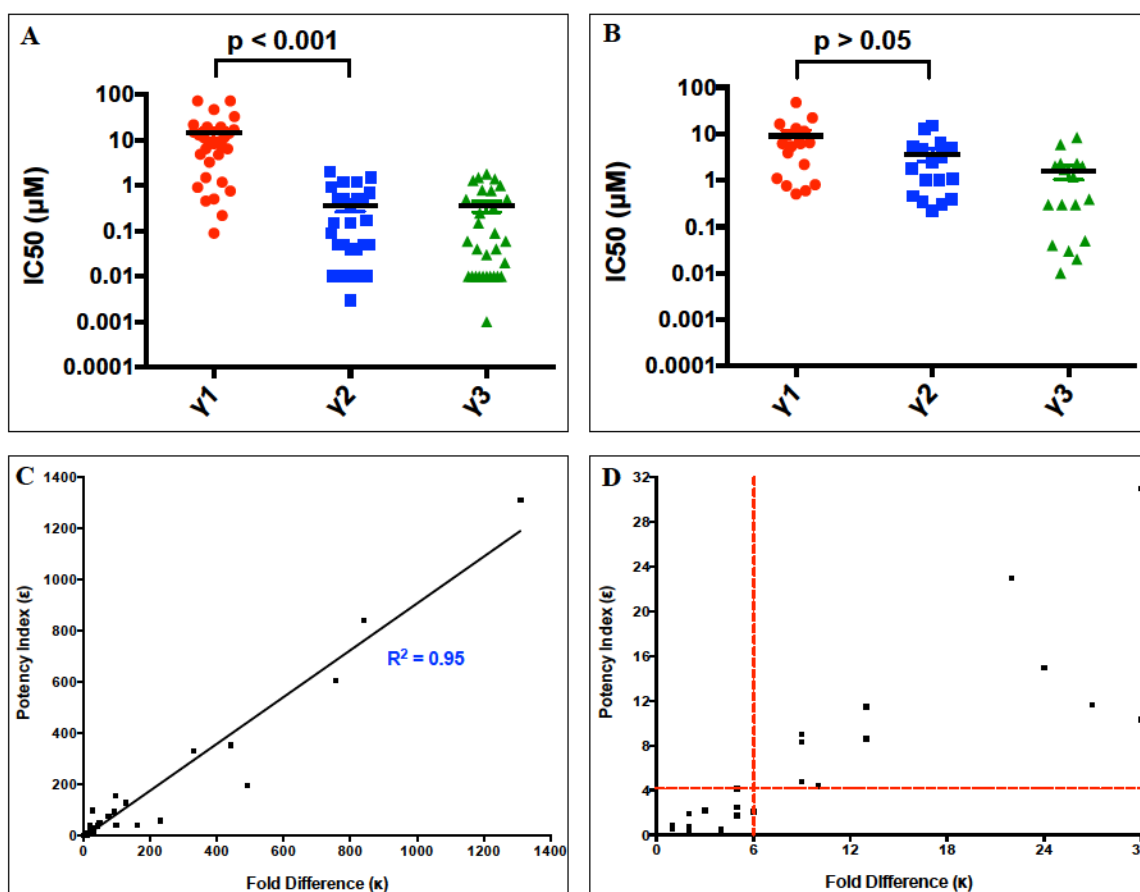 A
p < 0.001
IC50 (µM)
100
10
1
0.1
0.01
0.001
0.0001
γ1
γ2
γ3
B
p > 0.05
IC50 (µM)
100
10
1
0.1
0.01
0.001
0.0001
γ1
γ2
γ3
C
Potency Index (ε)
1400
1200
1000
800
600
400
200
0
R² = 0.95
0 200 400 600 800 1000 1200 1400
Fold Difference (κ)
D
Potency Index (ε)
32
28
24
20
16
12
8
4
0
0 6 12 18 24 30
Fold Difference (κ)